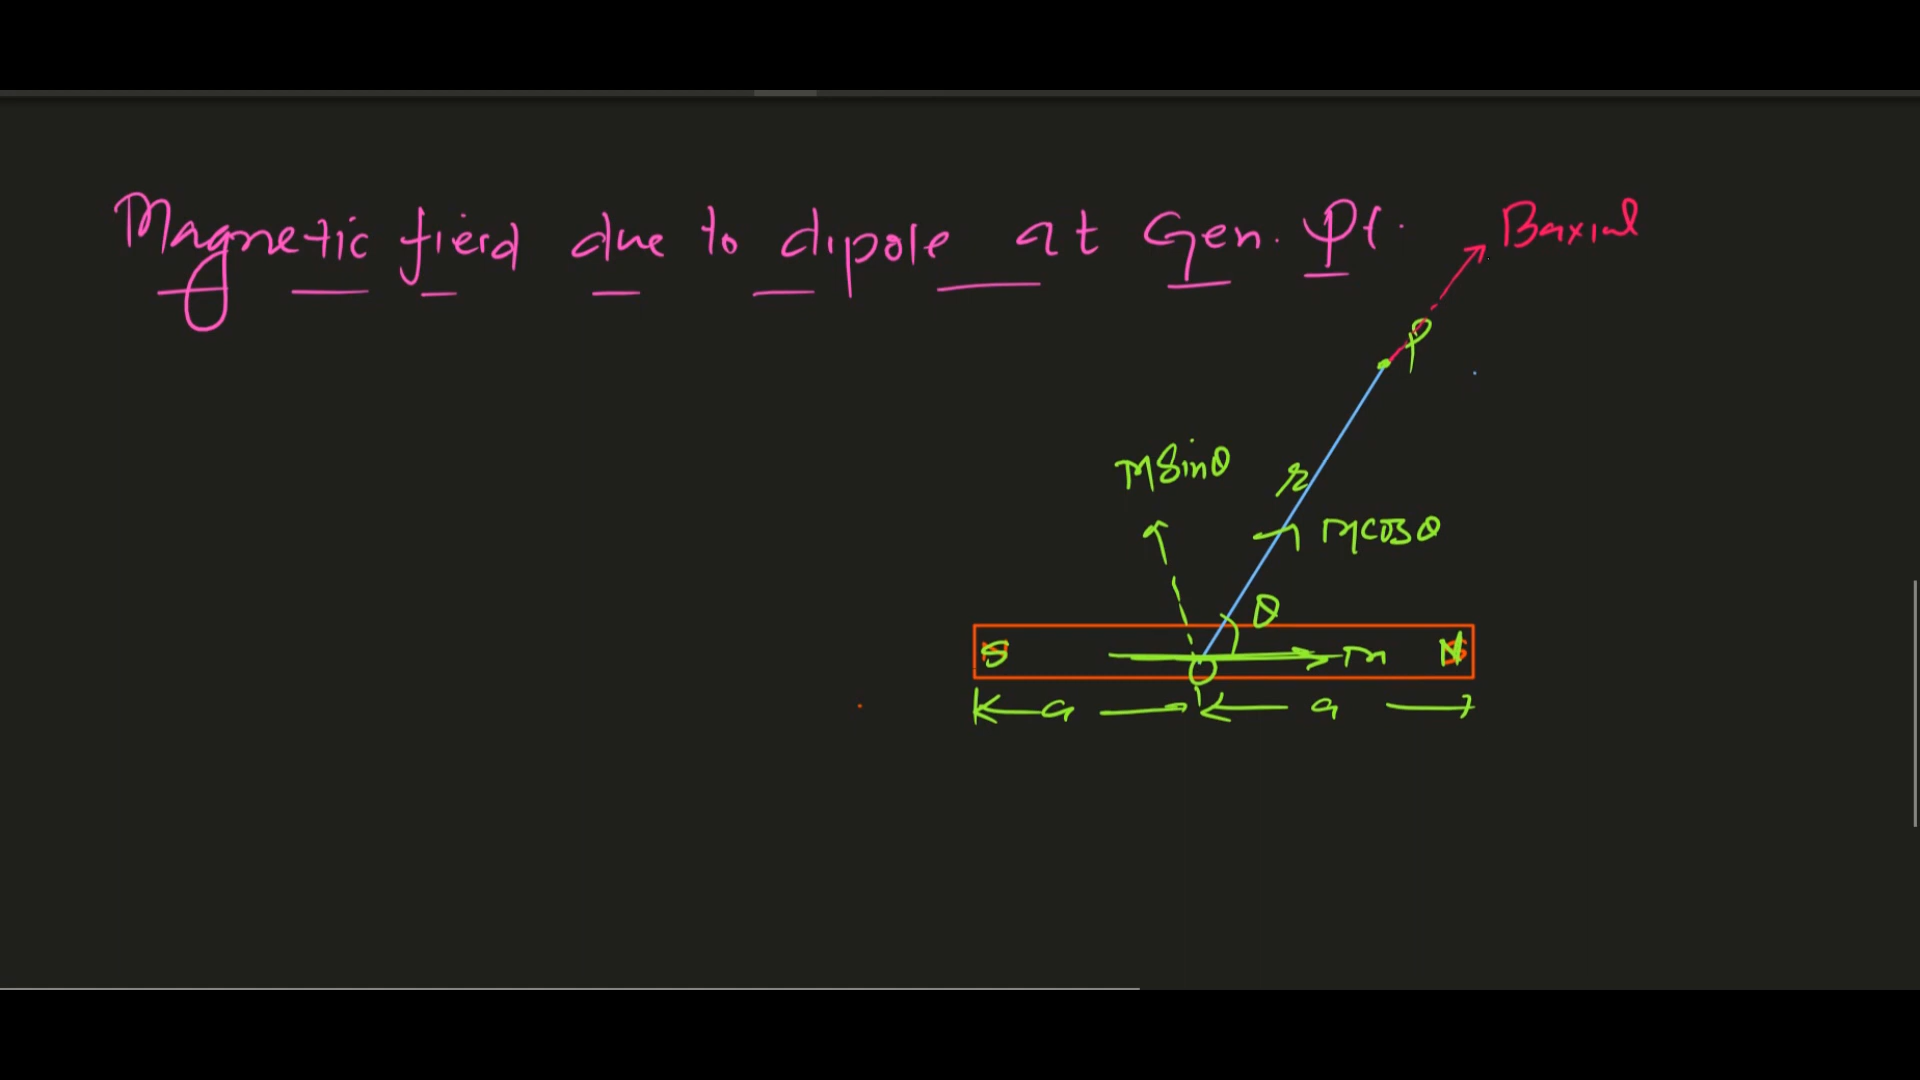 Magnetic field due to dipole at Gen. Pt.
Baxial
P
MSinθ
r
Mcosθ
θ
S
m
N
O
a
a